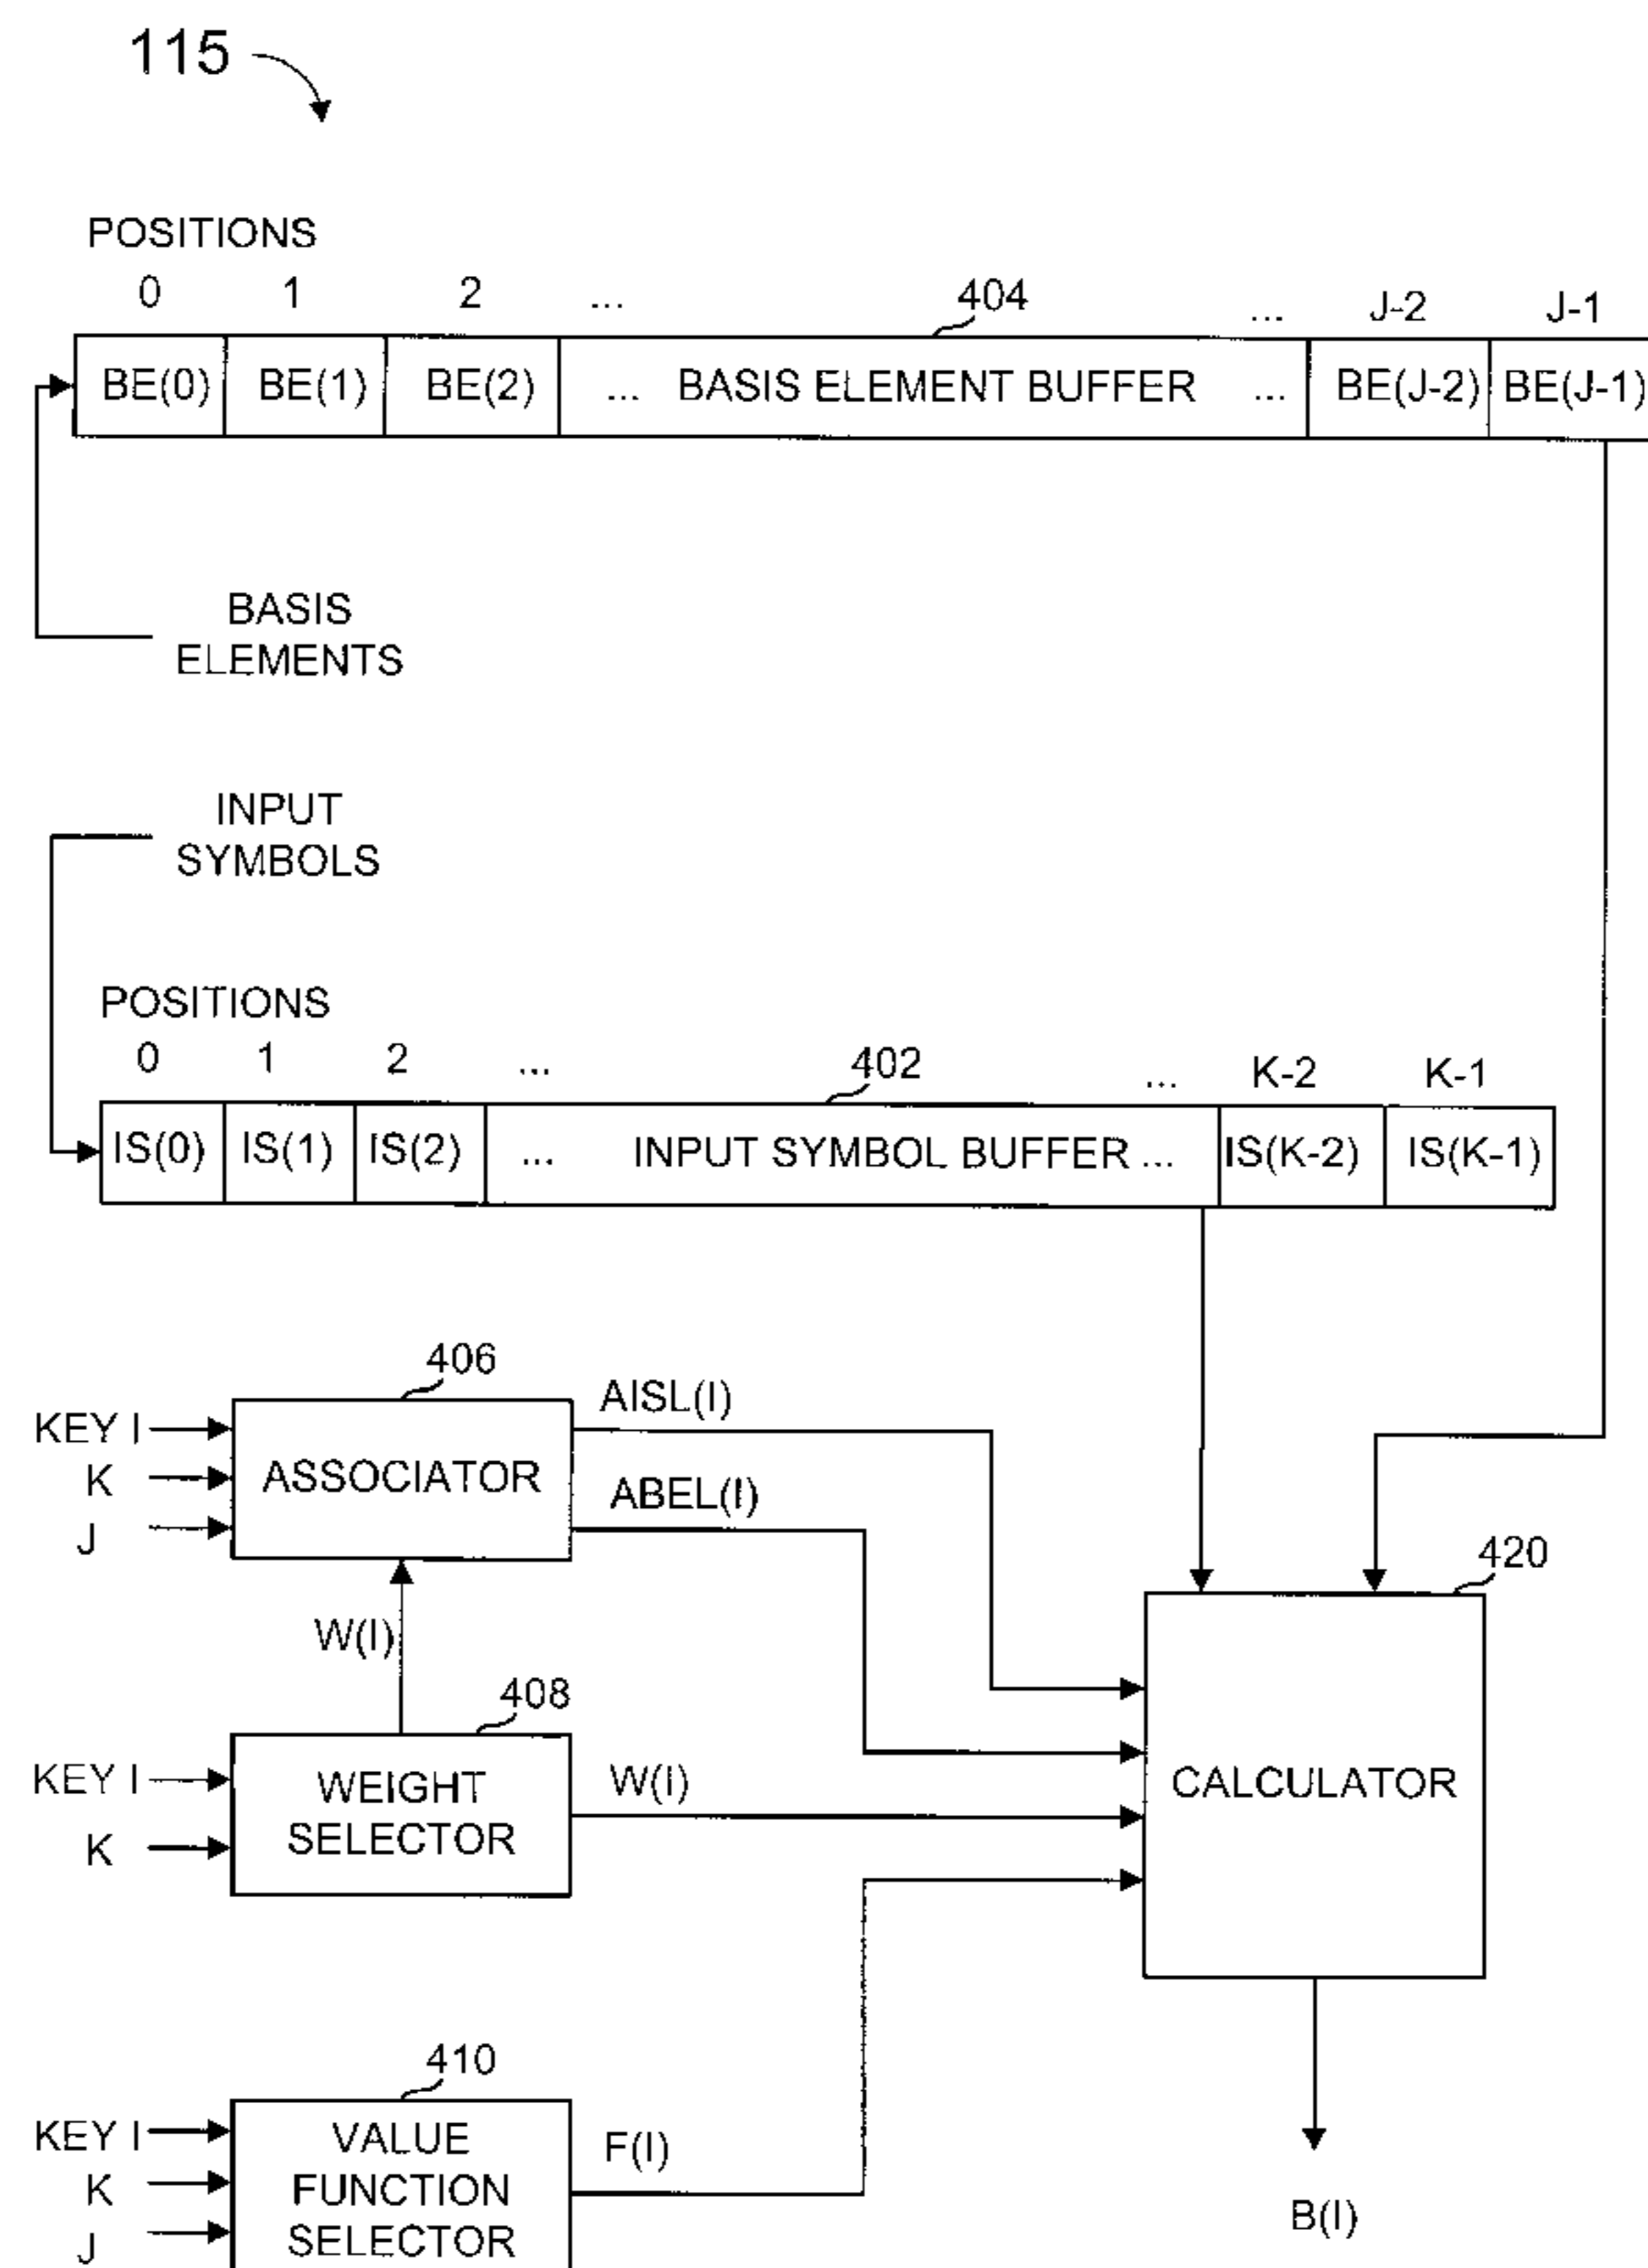 115
POSITIONS
0 1 2 ... 404 ... J-2 J-1
BE(0) BE(1) BE(2) ... BASIS ELEMENT BUFFER ... BE(J-2) BE(J-1)
BASIS
ELEMENTS
INPUT
SYMBOLS
POSITIONS
0 1 2 ... 402 ... K-2 K-1
IS(0) IS(1) IS(2) ... INPUT SYMBOL BUFFER ... IS(K-2) IS(K-1)
406
KEY I
K
J
ASSOCIATOR
AISL(I)
ABEL(I)
W(I)
408
KEY I
K
WEIGHT
SELECTOR
W(I)
420
CALCULATOR
410
KEY I
K
J
VALUE
FUNCTION
SELECTOR
F(I)
B(I)